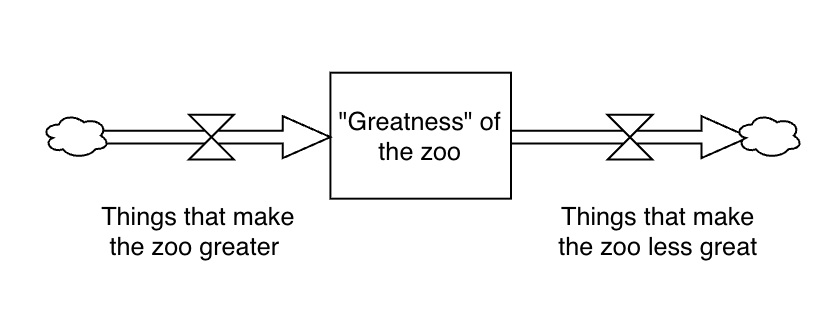 "Greatness" of
the zoo
Things that make
the zoo greater
Things that make
the zoo less great